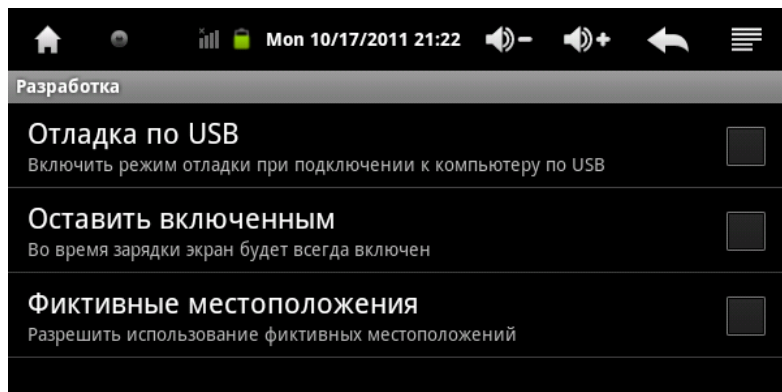 Mon 10/17/2011 21:22
Разработка
Отладка по USB
Включить режим отладки при подключении к компьютеру по USB
Оставить включенным
Во время зарядки экран будет всегда включен
Фиктивные местоположения
Разрешить использование фиктивных местоположений